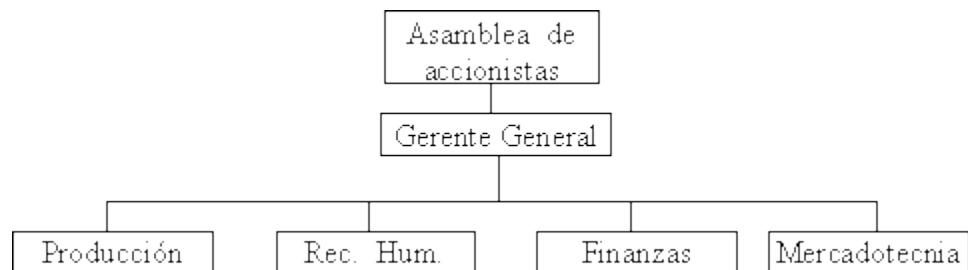 Asamblea de
accionistas
Gerente General
Producción
Rec. Hum.
Finanzas
Mercadotecnia